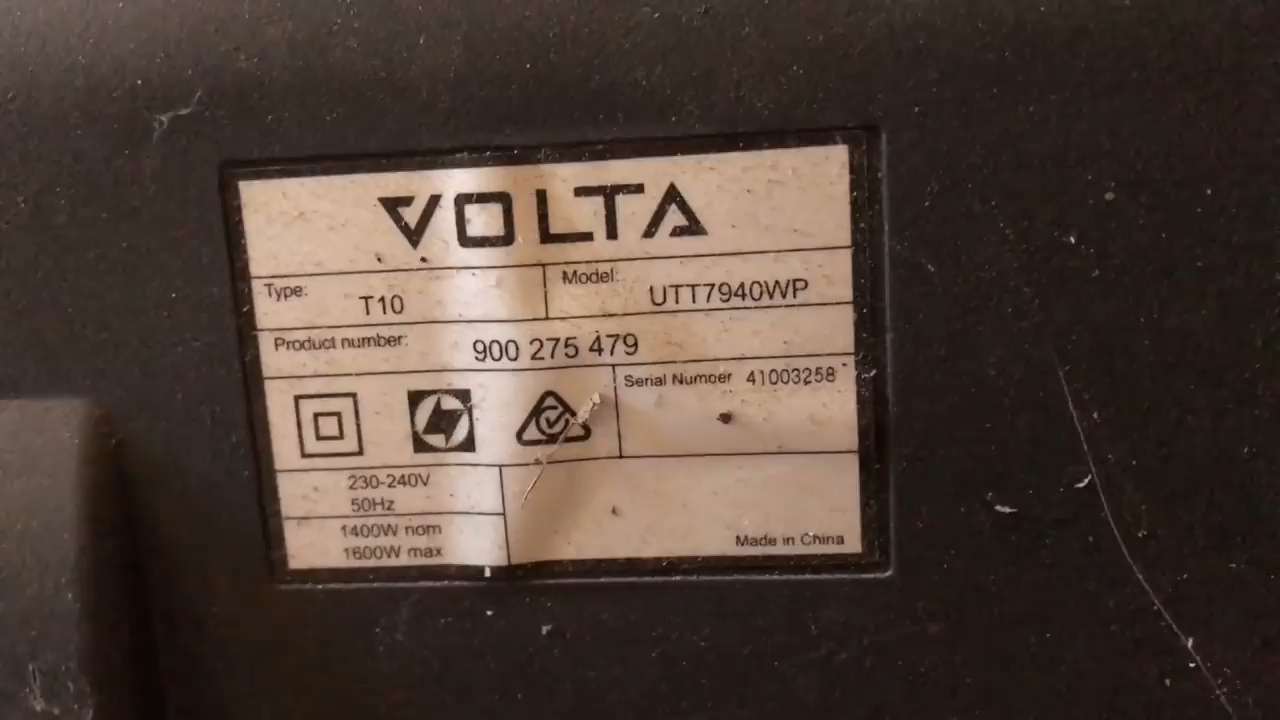 VOLTA
Type: T10
Model: UTT7940WP
Product number: 900 275 479
Serial Number 41003258
230-240V
50Hz
1400W nom
1600W max
Made in China